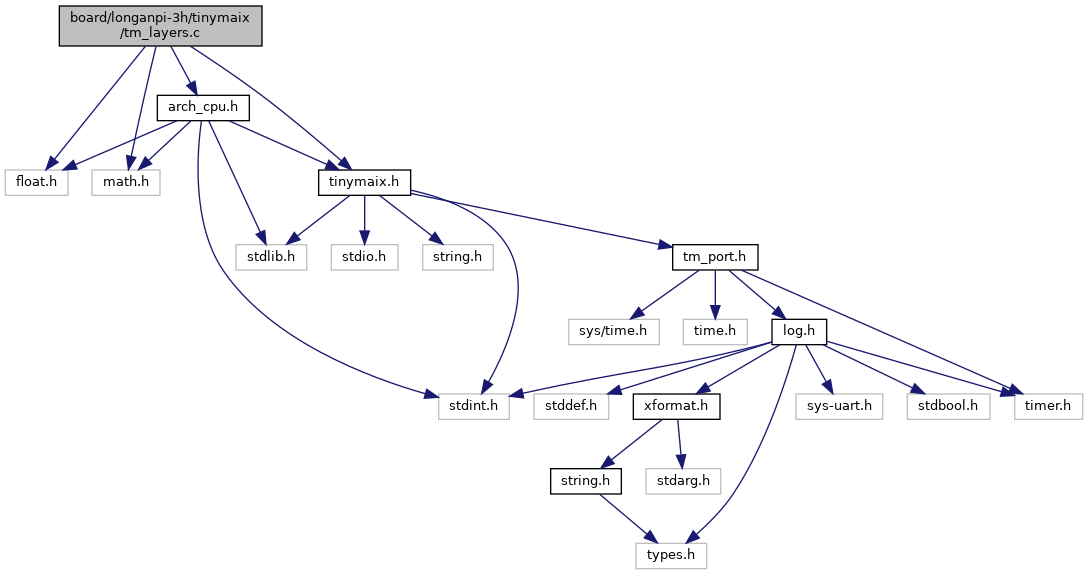 board/longanpi-3h/tinymaix
/tm_layers.c
arch_cpu.h
float.h
math.h
tinymaix.h
stdlib.h
stdio.h
string.h
tm_port.h
sys/time.h
time.h
log.h
stdint.h
stddef.h
xformat.h
sys-uart.h
stdbool.h
timer.h
string.h
stdarg.h
types.h